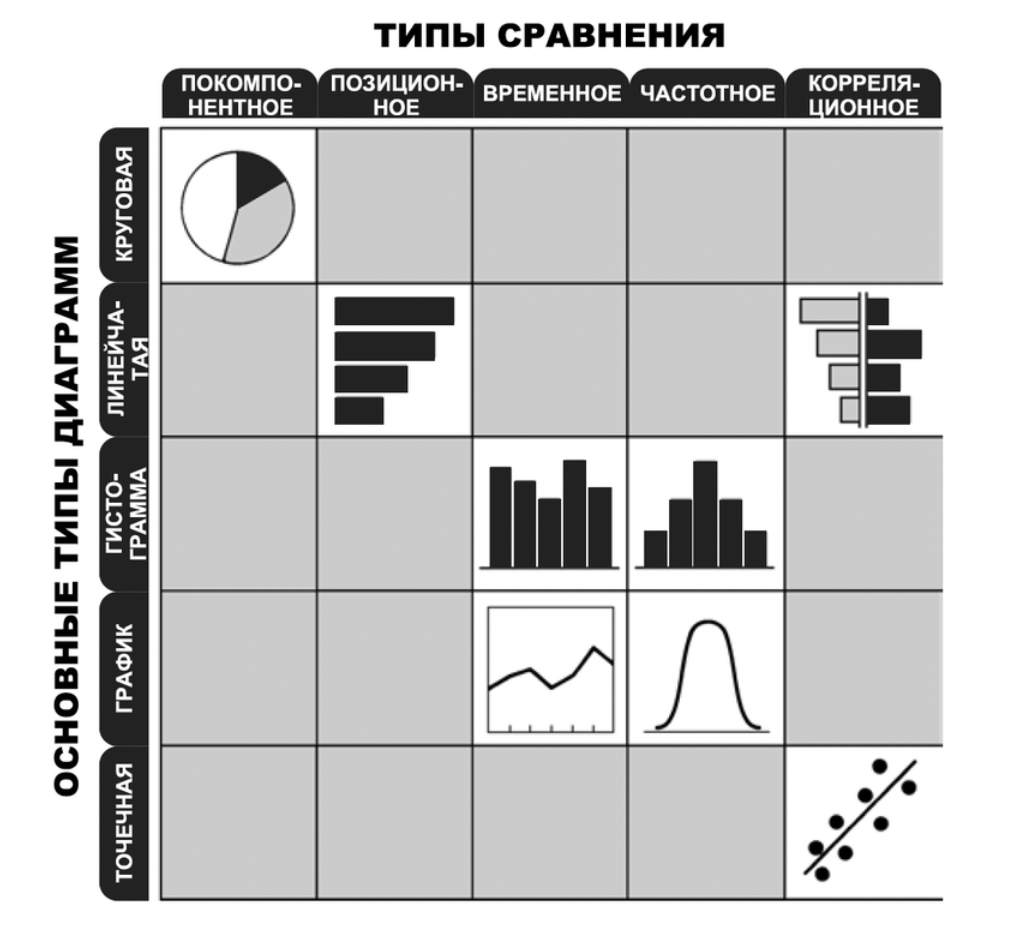 ТИПЫ СРАВНЕНИЯ
ПОКОМПО-
НЕНТНОЕ
ПОЗИЦИОН-
НОЕ
ВРЕМЕННОЕ
ЧАСТОТНОЕ
КОРРЕЛЯ-
ЦИОННОЕ
ОСНОВНЫЕ ТИПЫ ДИАГРАММ
КРУГОВАЯ
ЛИНЕЙЧА-
ТАЯ
ГИСТО-
ГРАММА
ГРАФИК
ТОЧЕЧНАЯ